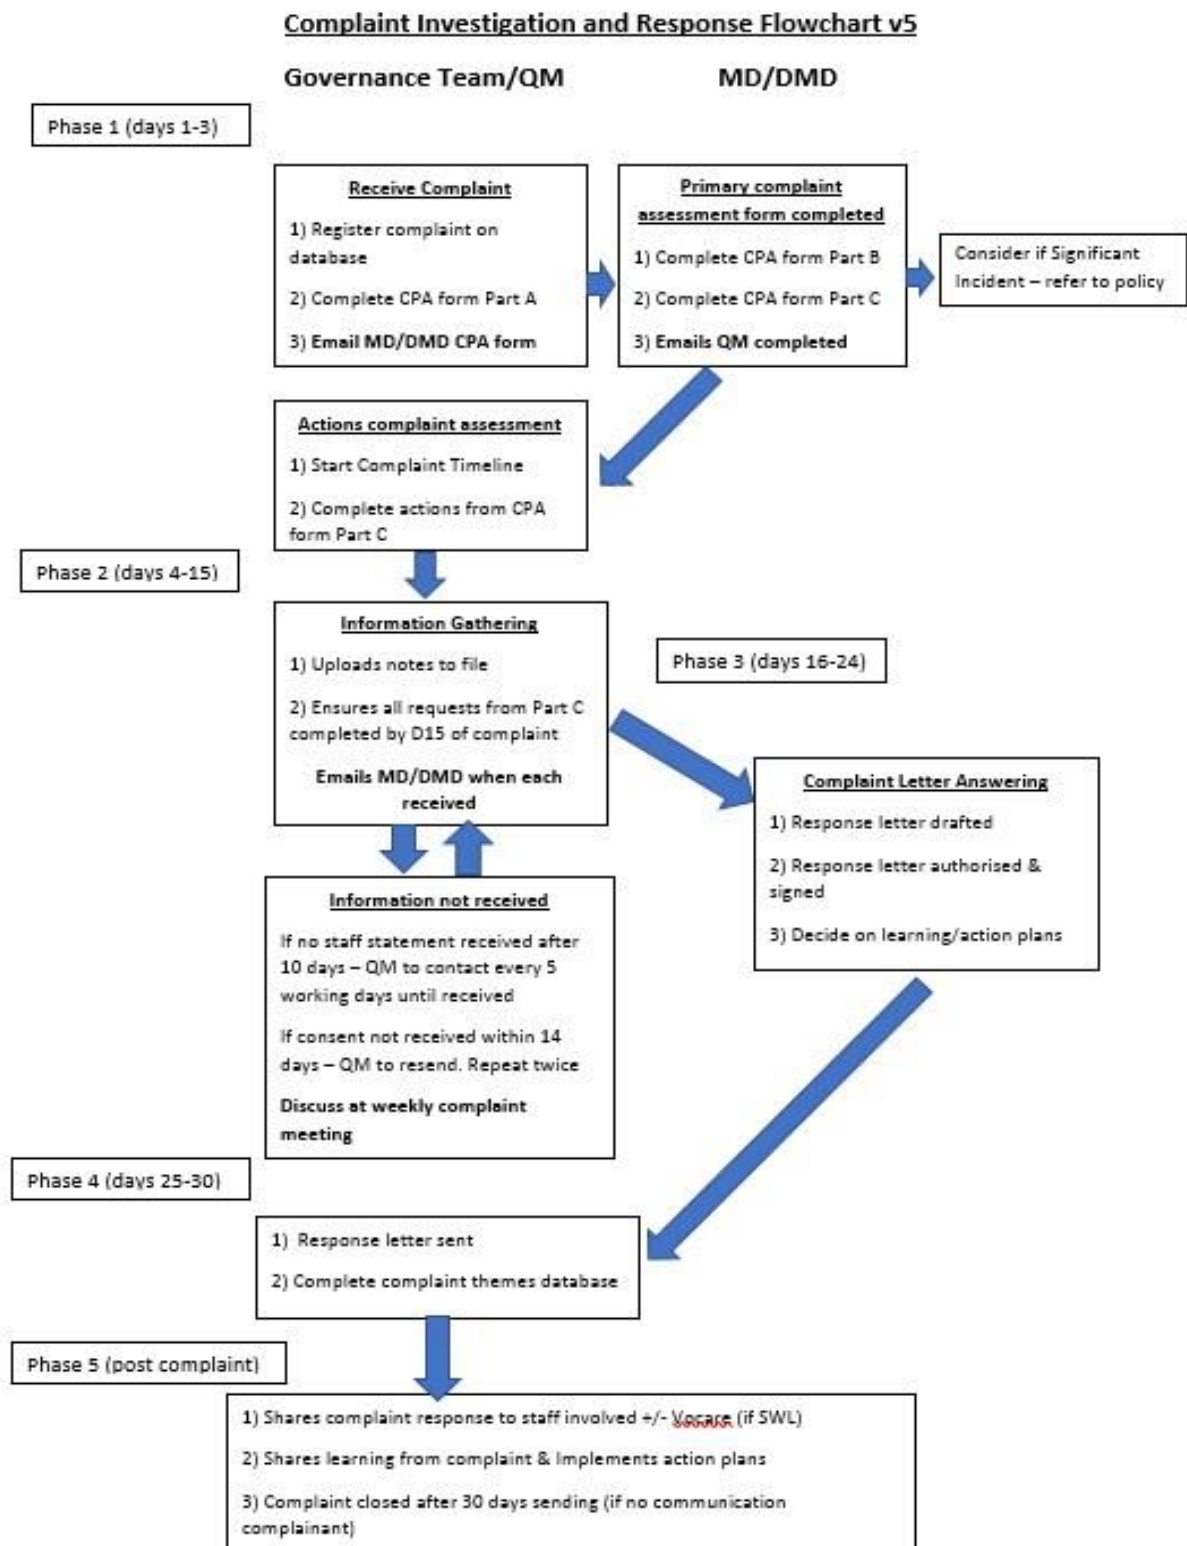 Complaint Investigation and Response Flowchart v5
Governance Team/QM
MD/DMD
Phase 1 (days 1-3)
Receive Complaint
1) Register complaint on
database
2) Complete CPA form Part A
3) Email MD/DMD CPA form
Primary complaint
assessment form completed
1) Complete CPA form Part B
2) Complete CPA form Part C
3) Emails QM completed
Consider if Significant
Incident – refer to policy
Actions complaint assessment
1) Start Complaint Timeline
2) Complete actions from CPA
form Part C
Phase 2 (days 4-15)
Information Gathering
1) Uploads notes to file
2) Ensures all requests from Part C
completed by D15 of complaint
Emails MD/DMD when each
received
Phase 3 (days 16-24)
Complaint Letter Answering
1) Response letter drafted
2) Response letter authorised &
signed
3) Decide on learning/action plans
Information not received
If no staff statement received after
10 days – QM to contact every 5
working days until received
If consent not received within 14
days – QM to resend. Repeat twice
Discuss at weekly complaint
meeting
Phase 4 (days 25-30)
1) Response letter sent
2) Complete complaint themes database
Phase 5 (post complaint)
1) Shares complaint response to staff involved +/- Vocare (if SWL)
2) Shares learning from complaint & Implements action plans
3) Complaint closed after 30 days sending (if no communication
complainant)